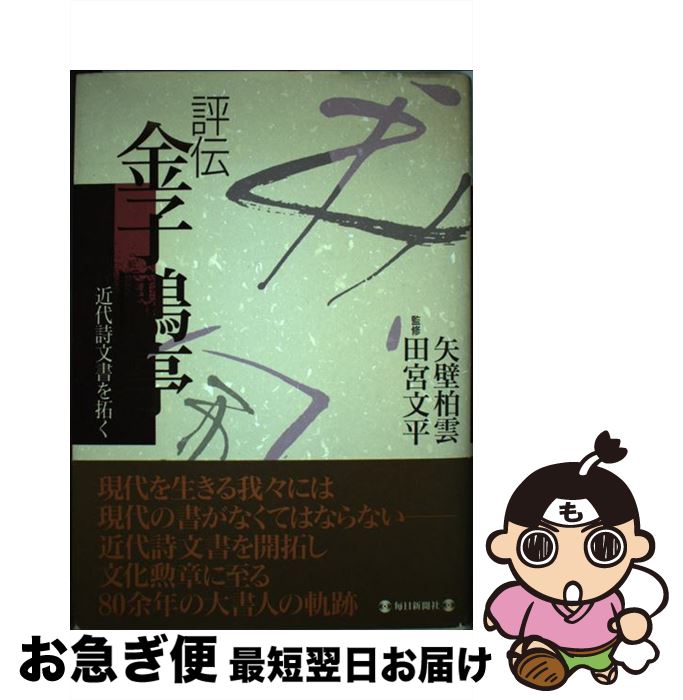 評伝
金子鷗亭
近代詩文書を拓く
監修
矢壁柏雲
田宮文平
現代を生きる我々には
現代の書がなくてはならない──
近代詩文書を開拓し
文化勲章に至る
80余年の大書人の軌跡
毎日新聞社
も
お急ぎ便 最短翌日お届け